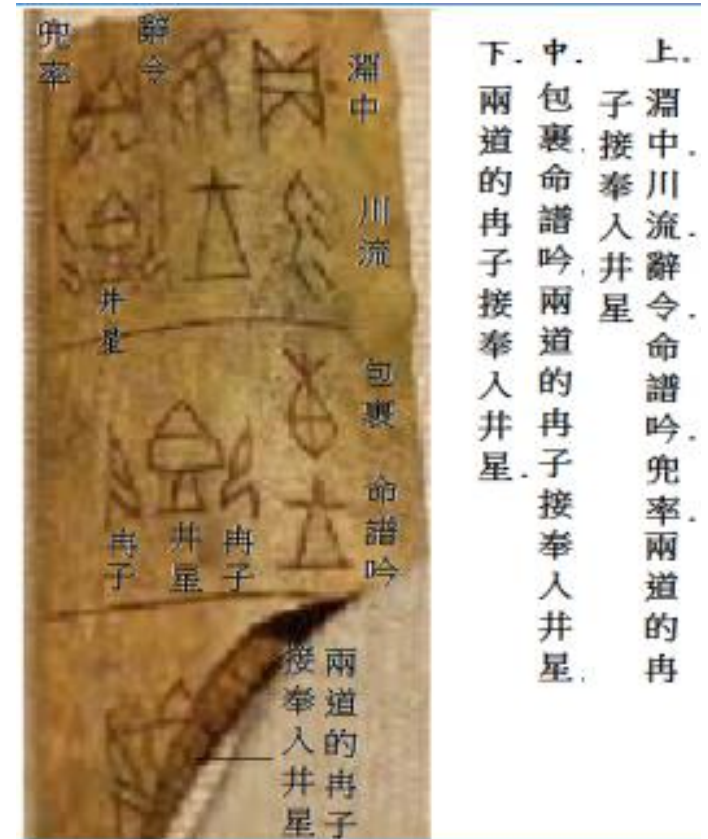 上.淵中.川流.辭令.命譜吟.兜率.兩道的冉
子接奉入井星
中.包裹.命譜吟.兩道的冉子接奉入井星.
下.兩道的冉子接奉入井星.
淵中
辭令
兜率
川流
井星
包裹
命譜吟
冉子
井星
冉子
兩道的冉子
接奉入井星